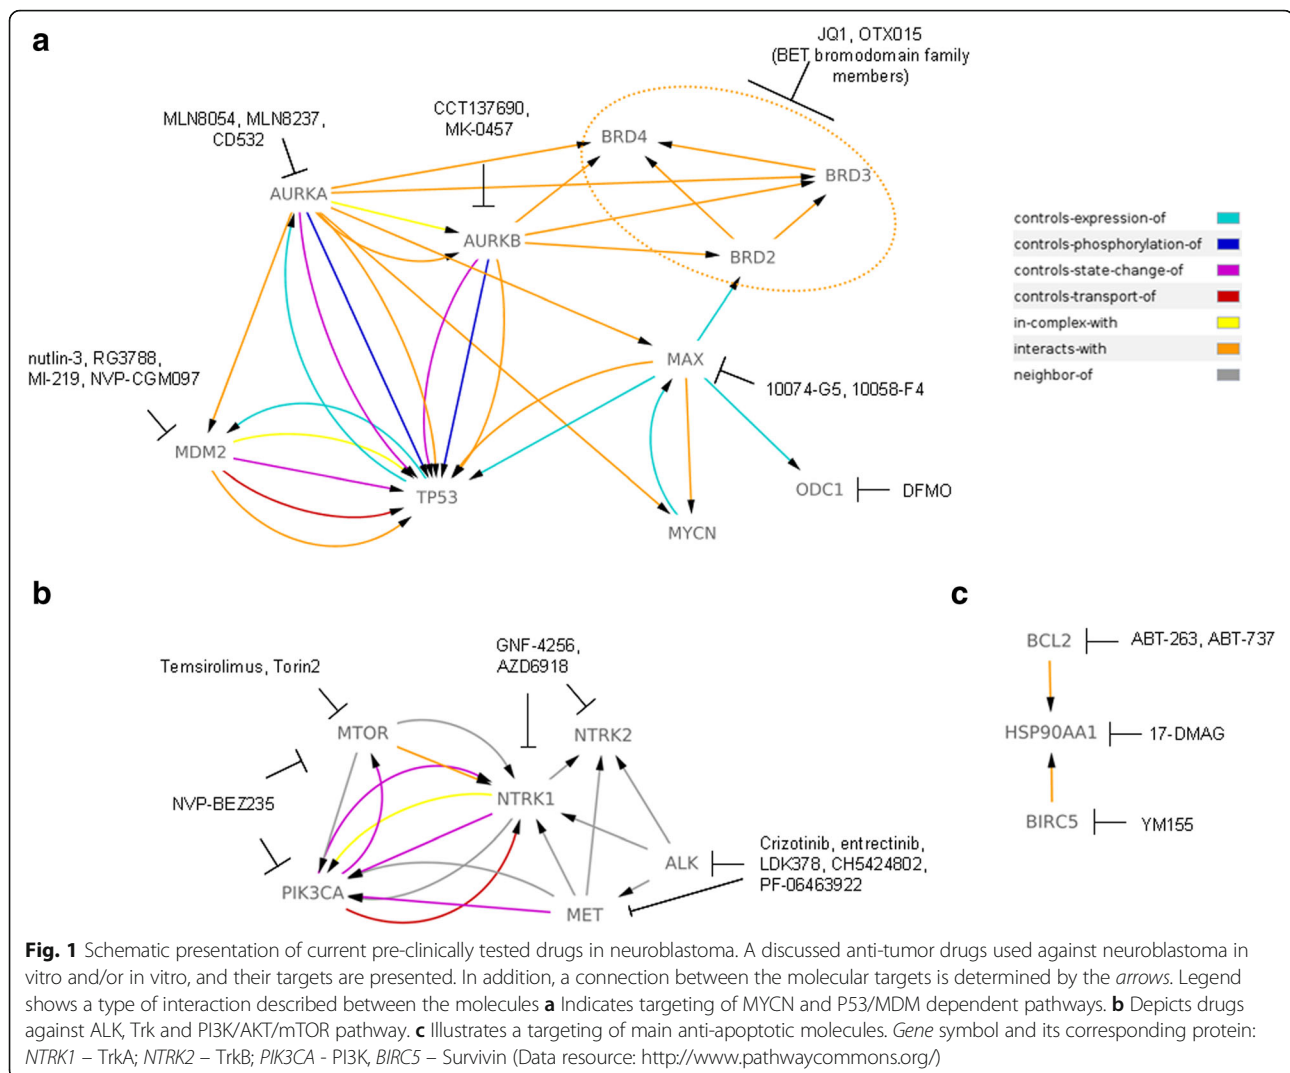 a
JQ1, OTX015
(BET bromodomain family
members)
CCT137690,
MK-0457
MLN8054, MLN8237,
CD532
BRD4
BRD3
AURKA
AURKB
BRD2
controls-expression-of
controls-phosphorylation-of
controls-state-change-of
controls-transport-of
in-complex-with
interacts-with
neighbor-of
nutlin-3, RG3788,
MI-219, NVP-CGM097
MAX
10074-G5, 10058-F4
MDM2
TP53
ODC1
DFMO
MYCN
b
GNF-4256,
AZD6918
Temsirolimus, Torin2
MTOR
NTRK2
NVP-BEZ235
NTRK1
PIK3CA
ALK
MET
Crizotinib, entrectinib,
LDK378, CH5424802,
PF-06463922
c
BCL2
ABT-263, ABT-737
HSP90AA1
17-DMAG
BIRC5
YM155
Fig. 1 Schematic presentation of current pre-clinically tested drugs in neuroblastoma. A discussed anti-tumor drugs used against neuroblastoma in
vitro and/or in vitro, and their targets are presented. In addition, a connection between the molecular targets is determined by the arrows. Legend
shows a type of interaction described between the molecules a Indicates targeting of MYCN and P53/MDM dependent pathways. b Depicts drugs
against ALK, Trk and PI3K/AKT/mTOR pathway. c Illustrates a targeting of main anti-apoptotic molecules. Gene symbol and its corresponding protein:
NTRK1 – TrkA; NTRK2 – TrkB; PIK3CA - PI3K, BIRC5 – Survivin (Data resource: http://www.pathwaycommons.org/)